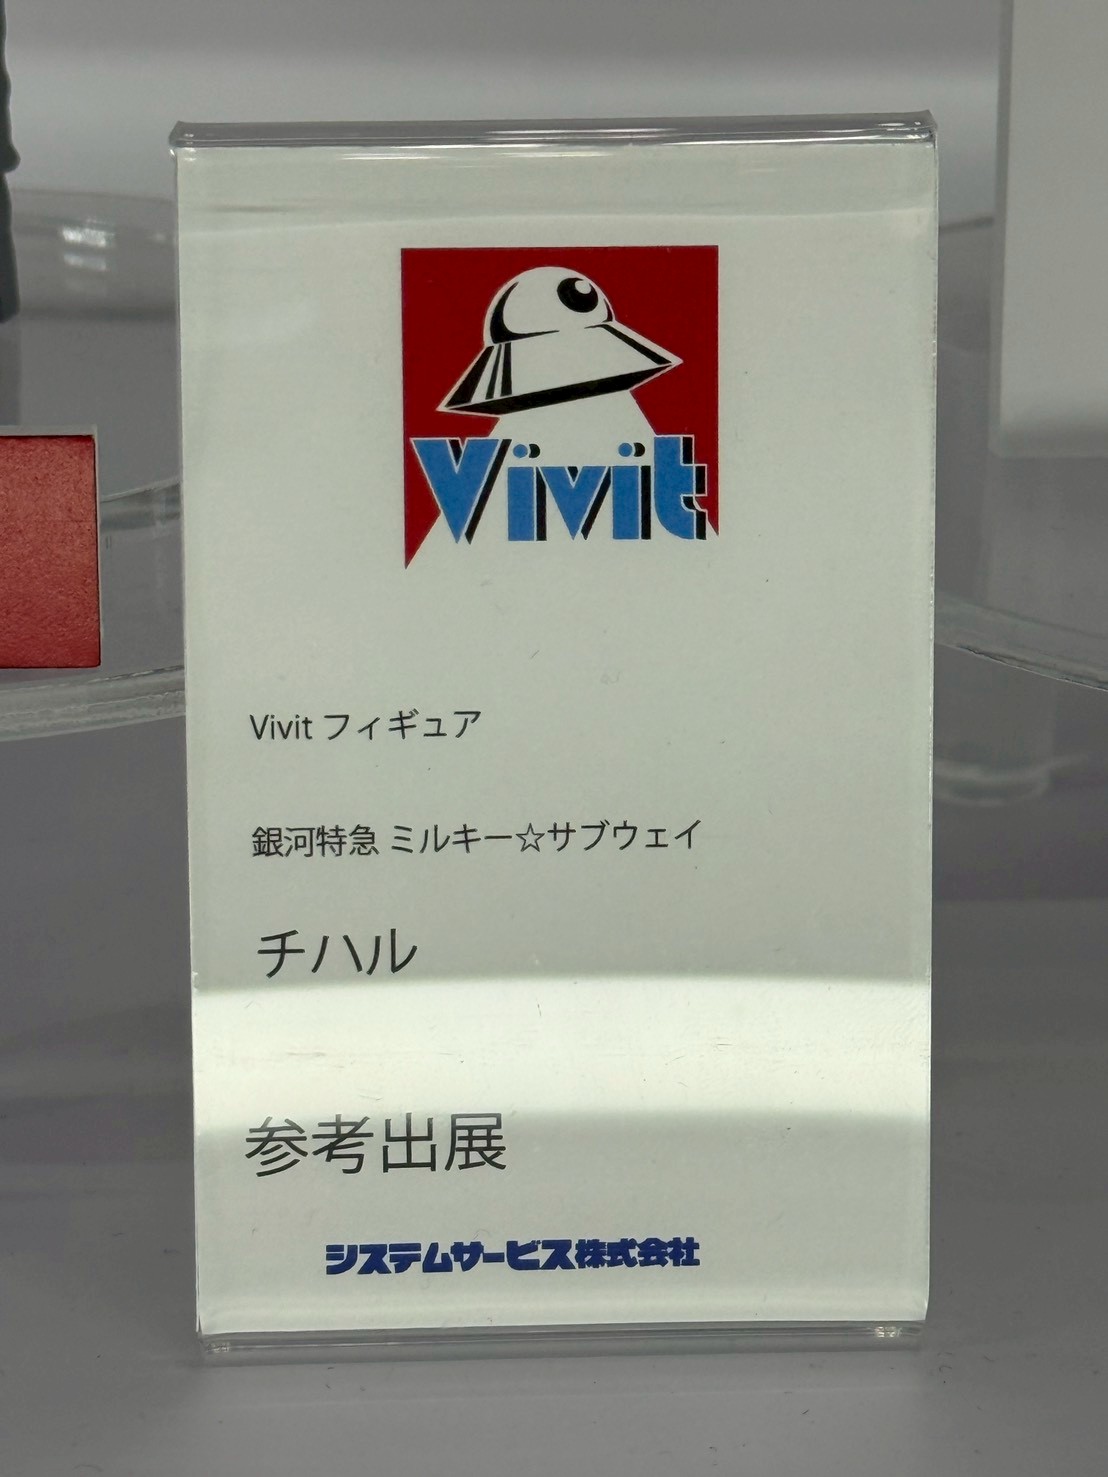 Vivit
Vivit フィギュア
銀河特急 ミルキー☆サブウェイ
チハル
参考出展
システムサービス株式会社